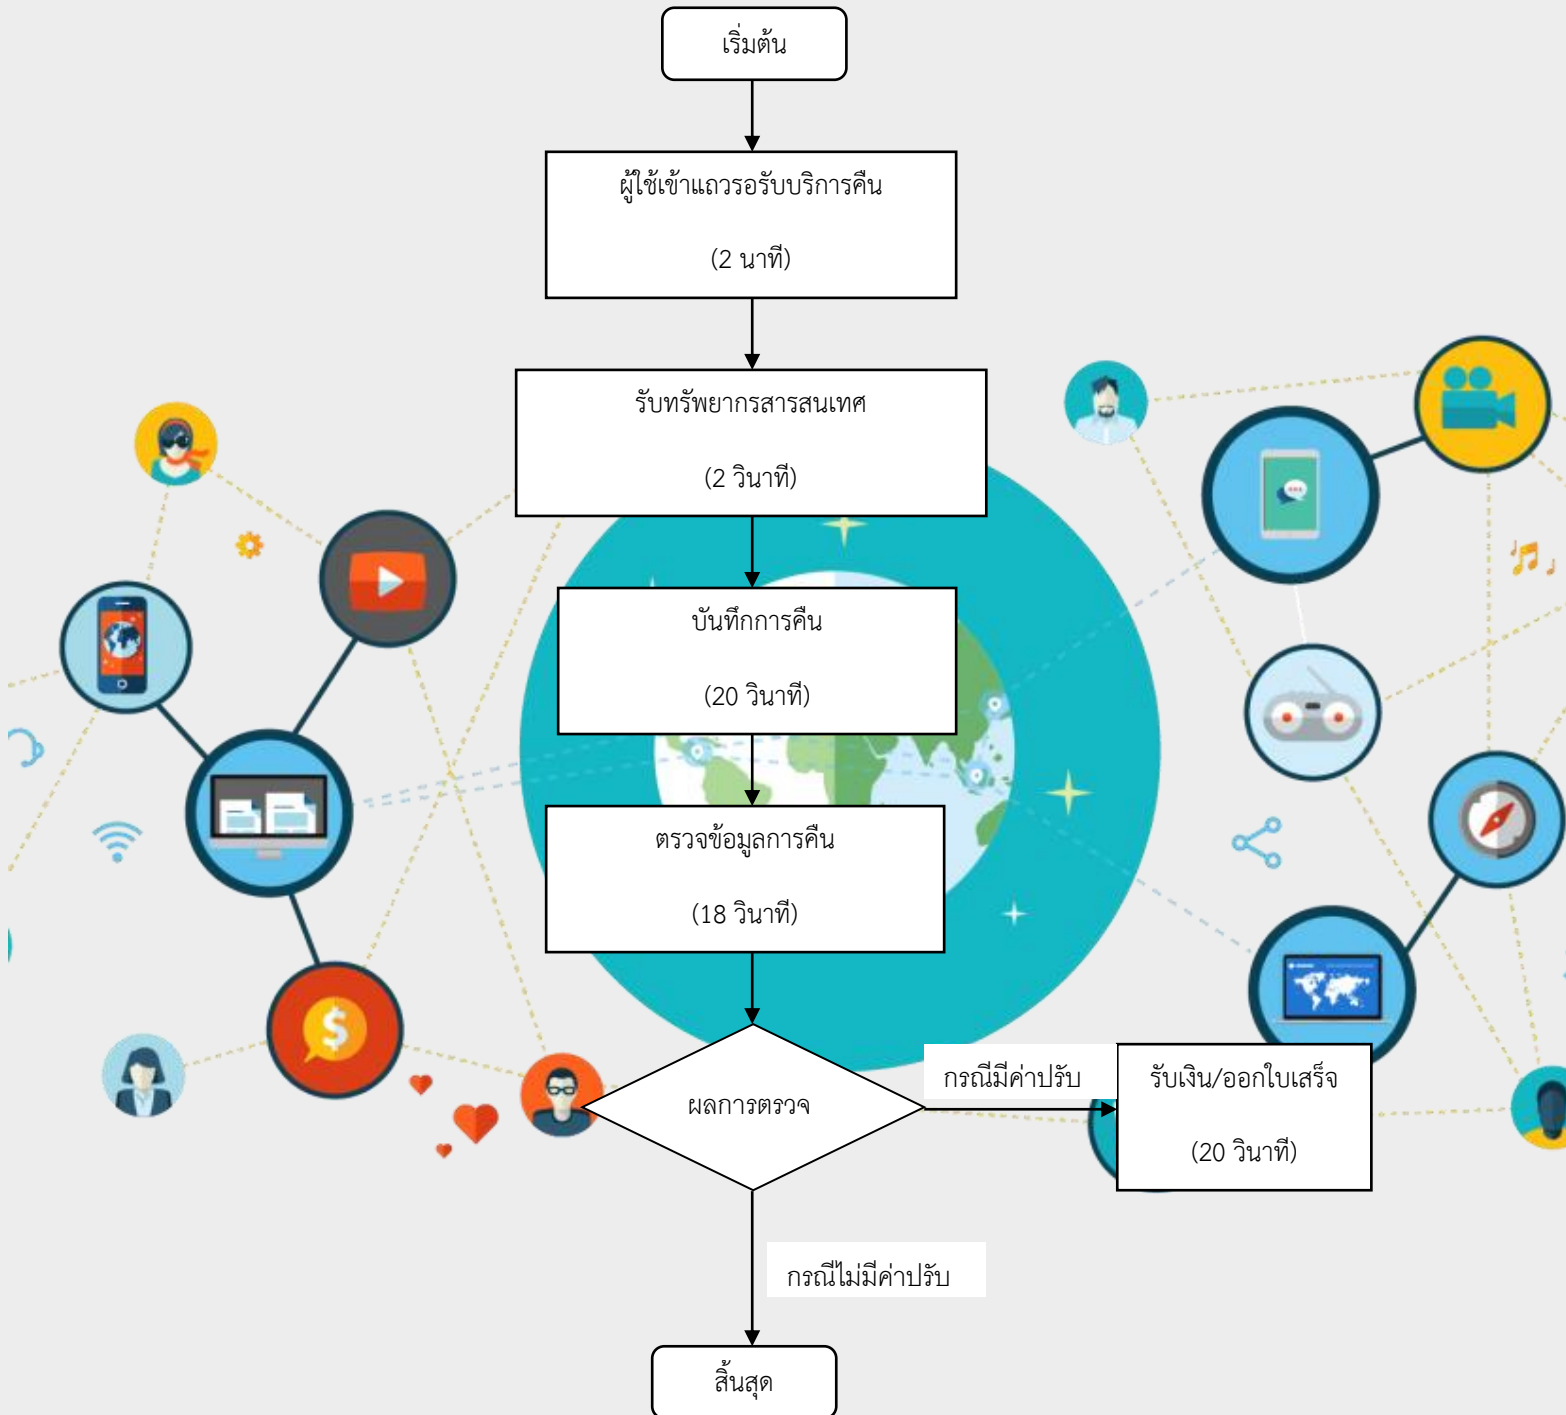 เริ่มต้น
ผู้ใช้เข้าแถวรอรับบริการคืน
(2 นาที)
รับทรัพยากรสารสนเทศ
(2 วินาที)
บันทึกการคืน
(20 วินาที)
ตรวจข้อมูลการคืน
(18 วินาที)
ผลการตรวจ
กรณีมีค่าปรับ
รับเงิน/ออกใบเสร็จ
(20 วินาที)
กรณีไม่มีค่าปรับ
สิ้นสุด